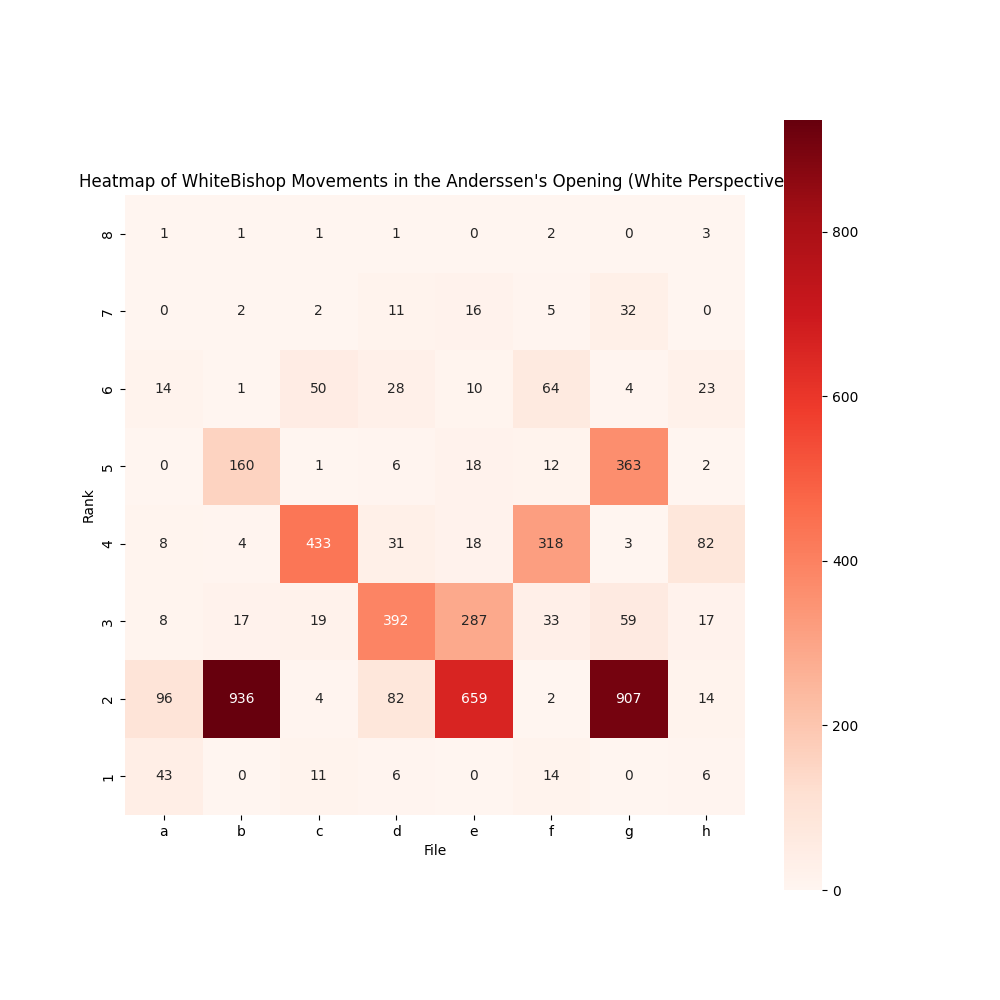 Heatmap of WhiteBishop Movements in the Anderssen's Opening (White Perspective
800
600
400
200
0
Rank
8 1 1 1 1 0 2 0 3
7 0 2 2 11 16 5 32 0
6 14 1 50 28 10 64 4 23
5 0 160 1 6 18 12 363 2
4 8 4 433 31 18 318 3 82
3 8 17 19 392 287 33 59 17
2 96 936 4 82 659 2 907 14
1 43 0 11 6 0 14 0 6
a b c d e f g h
File